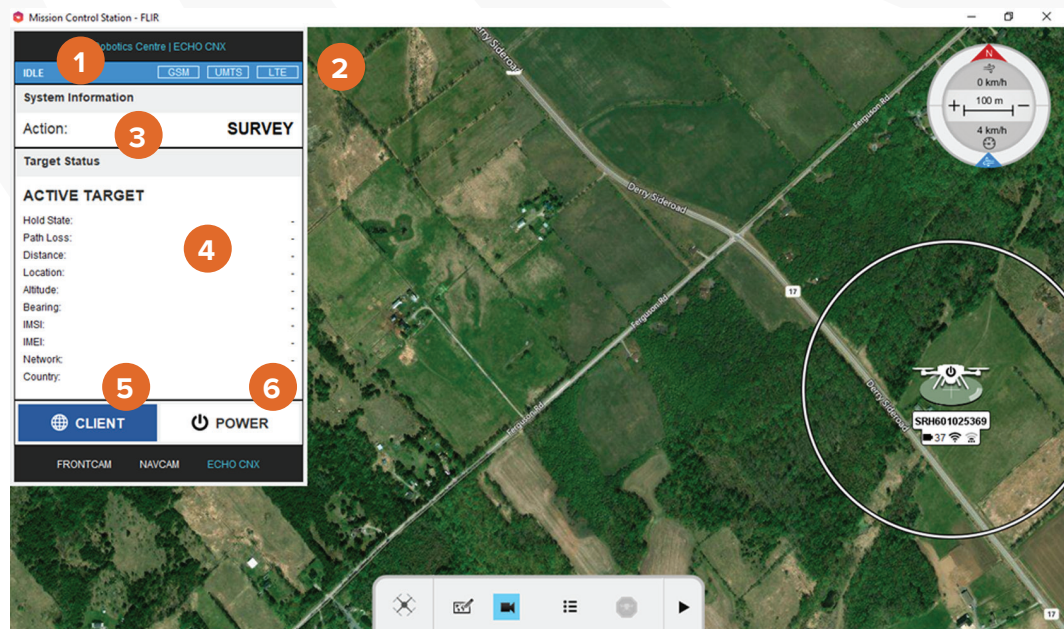 Mission Control Station - FLIR
Centre | ECHO CNX
IDLE 1 GSM UMTS LTE 2
System Information
Action: 3 SURVEY
Target Status
ACTIVE TARGET
Hold State: -
Path Loss: -
Distance: - 4
Location: -
Altitude: -
Bearing: -
IMSI: -
IMEI: -
Network: -
Country: -
5 6
CLIENT POWER
FRONTCAM NAVCAM ECHO CNX
Derry Sideroad
Ferguson Rd
Derry Sideroad
Ferguson Rd
17
Ferguson Rd
Derry Sideroad
17
N
0 km/h
+ 100 m −
4 km/h
SRH601025369
37